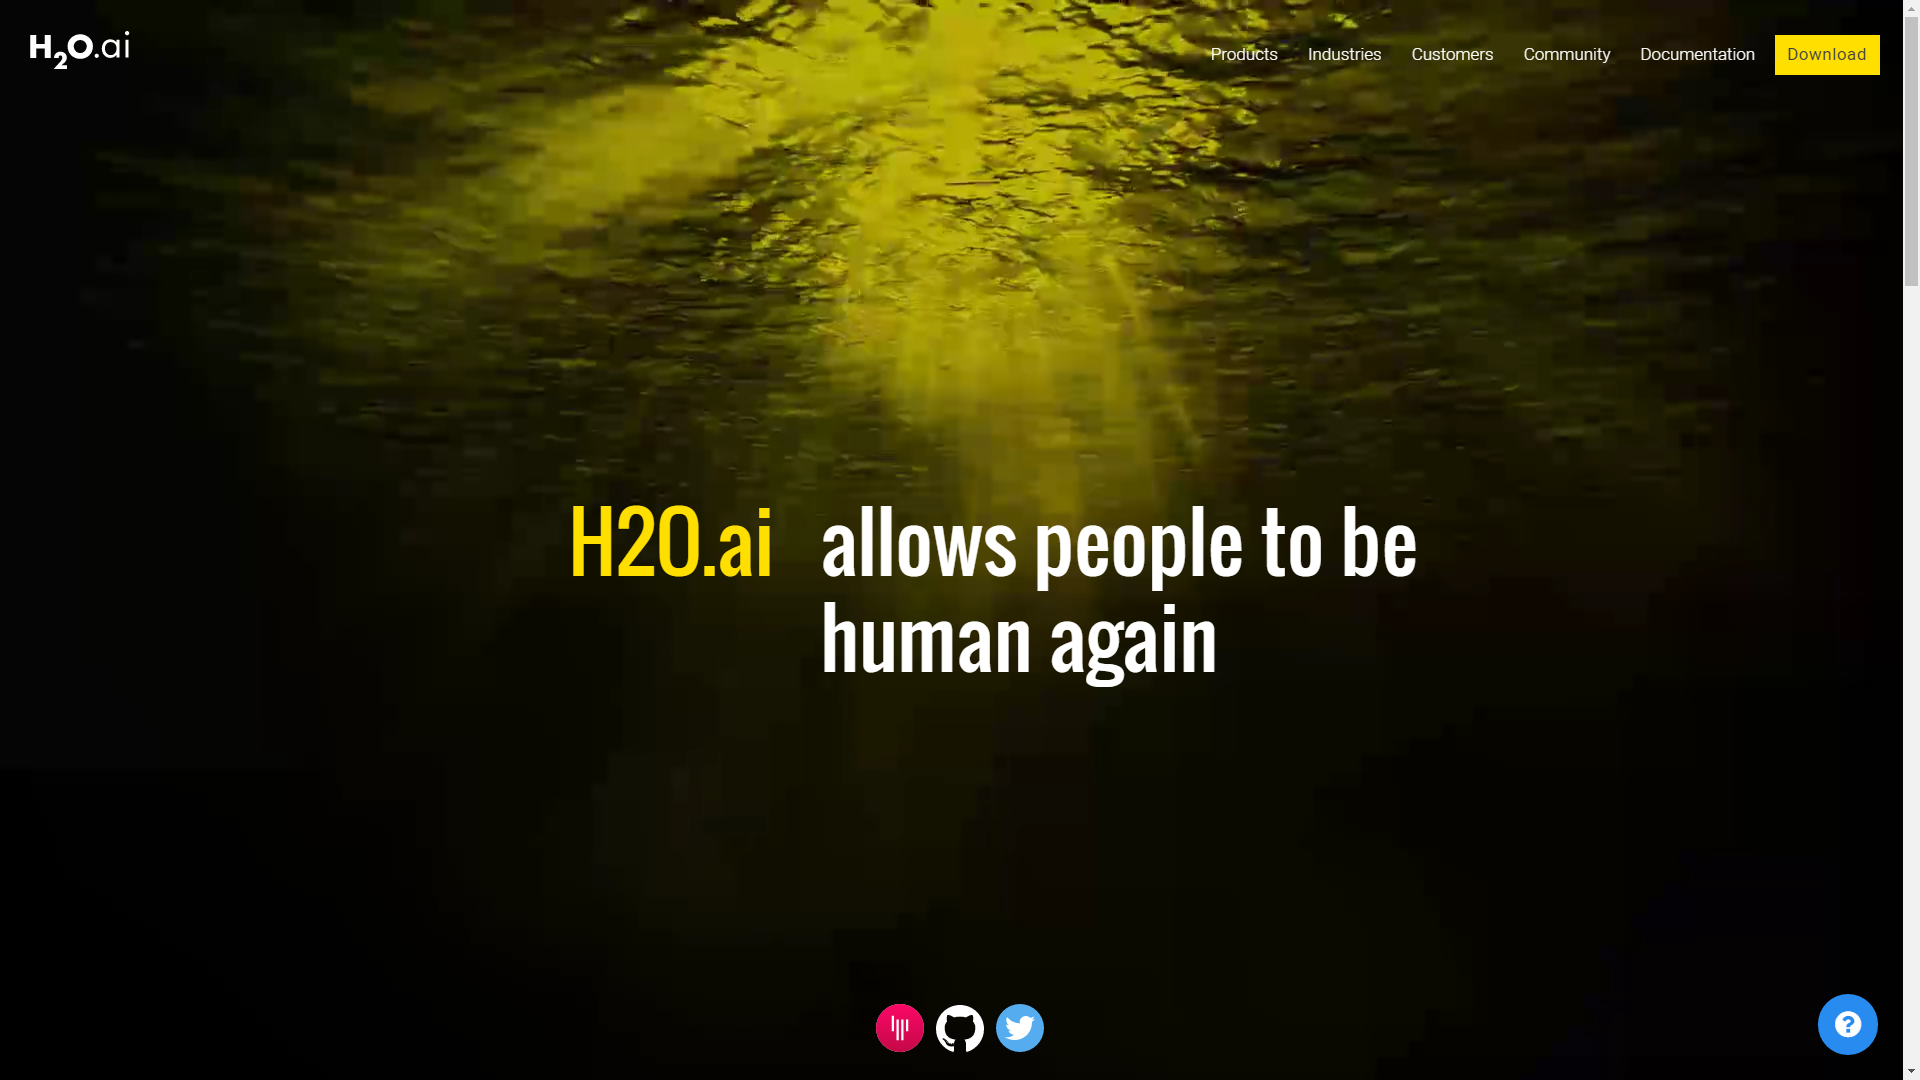 H2O.ai
Products
Industries
Customers
Community
Documentation
Download
H2O.ai allows people to be
human again